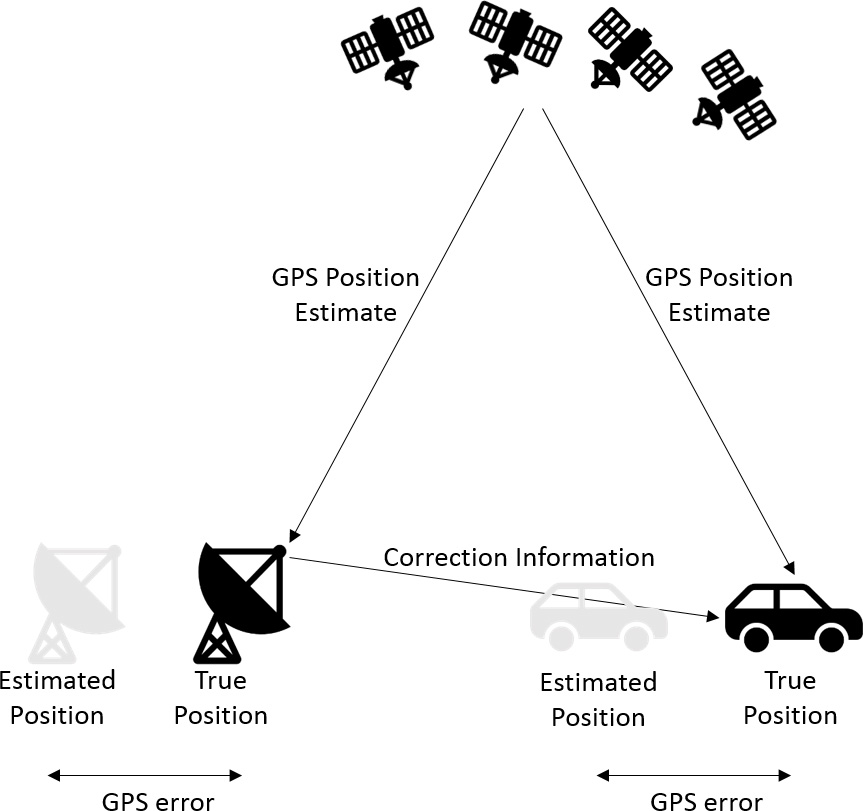 GPS Position
Estimate
GPS Position
Estimate
Correction Information
Estimated
Position
True
Position
Estimated
Position
True
Position
GPS error
GPS error